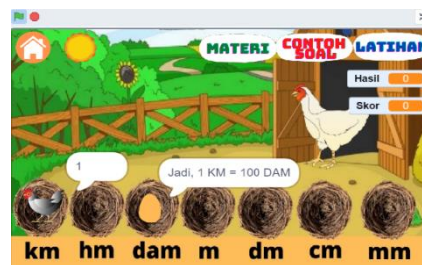 MATERI
CONTOH
SOAL
LATIHAN
Hasil 0
Skor 0
1
Jadi, 1 KM = 100 DAM
km hm dam m dm cm mm